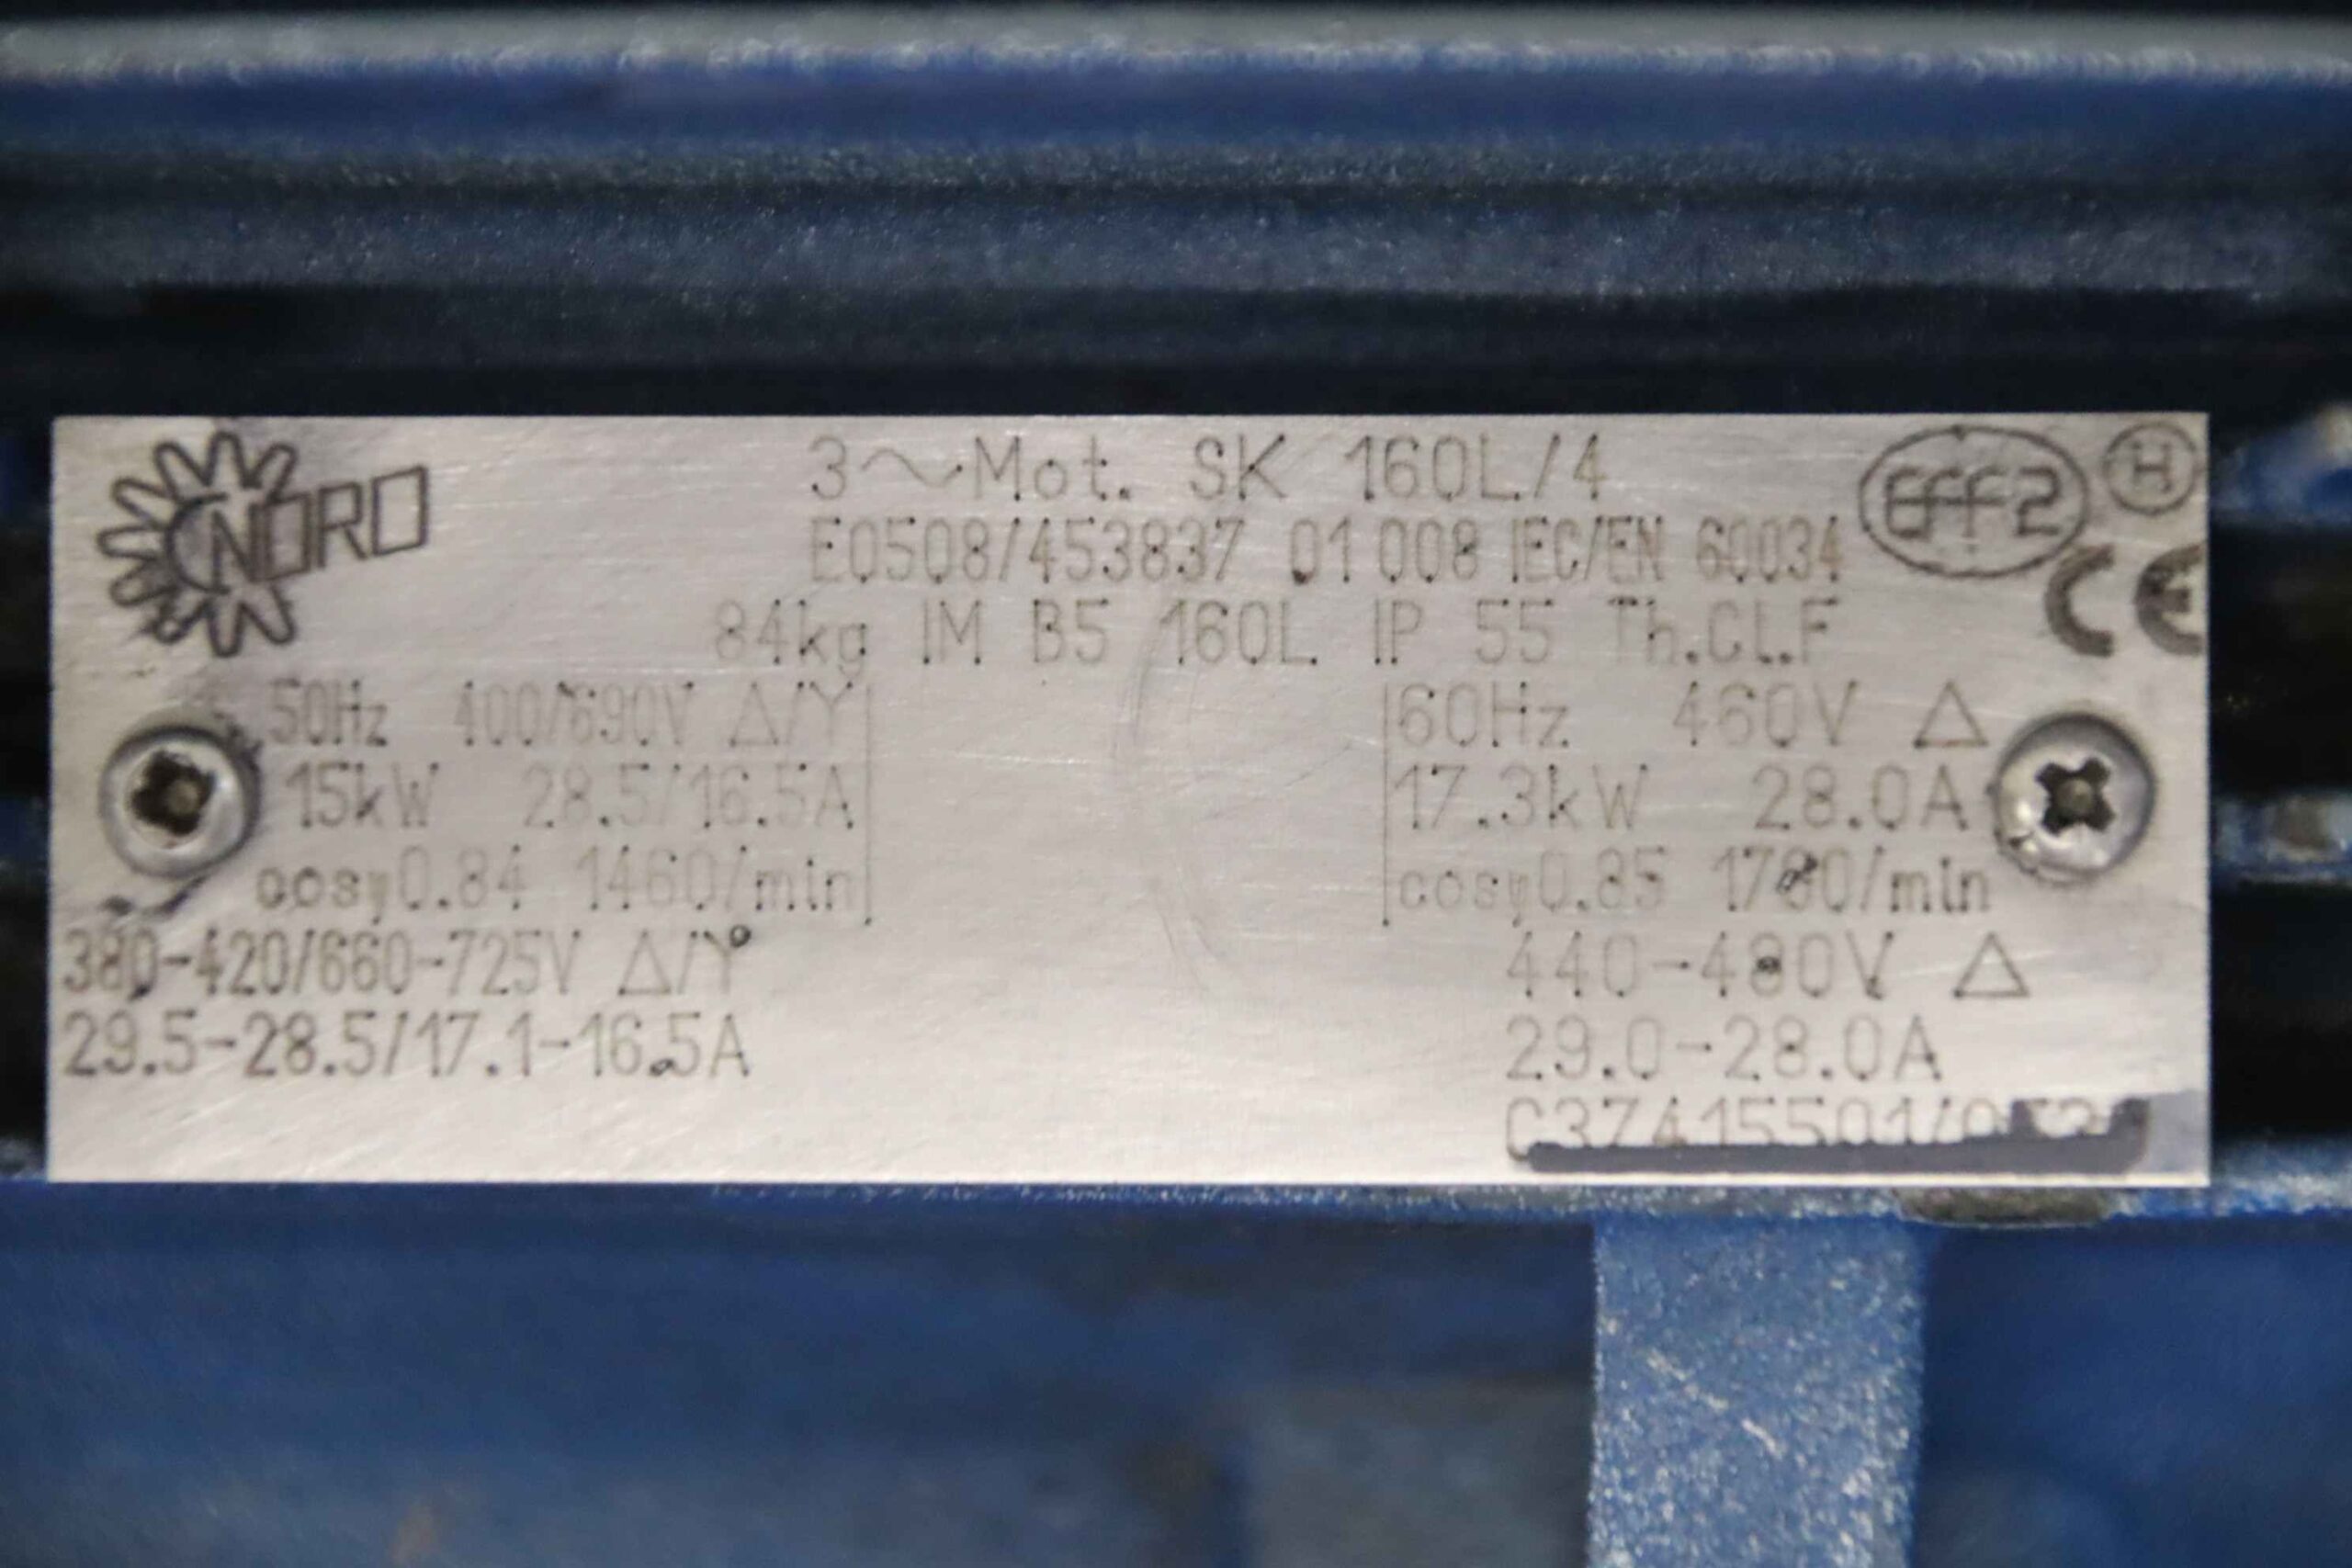 NORD
3~Mot. SK 160L/4
Eff2
H
E0508/453837 01 008 IEC/EN 60034
CE
84kg IM B5 160L IP 55 Th.Cl.F
50Hz 400/690V Δ/Y
15kW 28.5/16.5A
cosφ0.84 1460/min
380-420/660-725V Δ/Y
29.5-28.5/17.1-16.5A
60Hz 460V Δ
17.3kW 28.0A
cosφ0.85 1760/min
440-480V Δ
29.0-28.0A